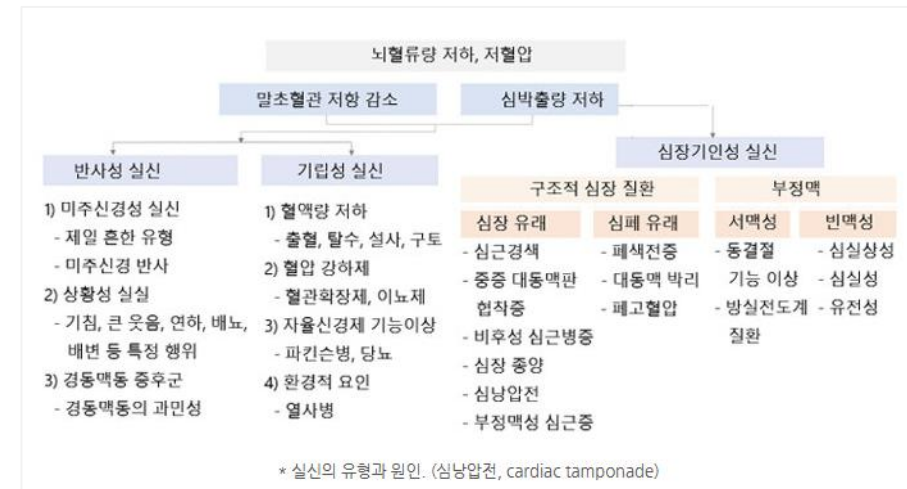 뇌혈류량 저하, 저혈압
말초혈관 저항 감소
심박출량 저하
반사성 실신
1) 미주신경성 실신
- 제일 흔한 유형
- 미주신경 반사
2) 상황성 실실
- 기침, 큰 웃음, 연하, 배뇨,
배변 등 특정 행위
3) 경동맥동 증후군
- 경동맥동의 과민성
기립성 실신
1) 혈액량 저하
- 출혈, 탈수, 설사, 구토
2) 혈압 강하제
- 혈관확장제, 이뇨제
3) 자율신경제 기능이상
- 파킨슨병, 당뇨
4) 환경적 요인
- 열사병
심장기인성 실신
구조적 심장 질환
심장 유래
- 심근경색
- 중증 대동맥판
협착증
- 비후성 심근병증
- 심장 종양
- 심낭압전
- 부정맥성 심근증
심폐 유래
- 폐색전증
- 대동맥 박리
- 폐고혈압
부정맥
서맥성
- 동결절
기능 이상
- 방실전도계
질환
빈맥성
- 심실상성
- 심실성
- 유전성
* 실신의 유형과 원인. (심낭압전, cardiac tamponade)